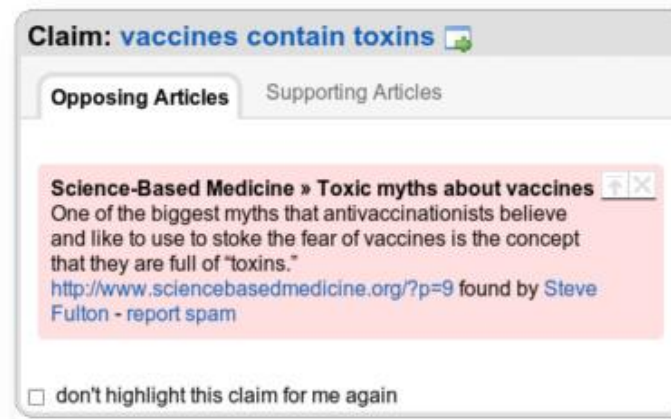 Claim: vaccines contain toxins
Opposing Articles Supporting Articles
Science-Based Medicine » Toxic myths about vaccines
One of the biggest myths that antivaccinationists believe
and like to use to stoke the fear of vaccines is the concept
that they are full of “toxins.”
http://www.sciencebasedmedicine.org/?p=9 found by Steve
Fulton - report spam
don't highlight this claim for me again